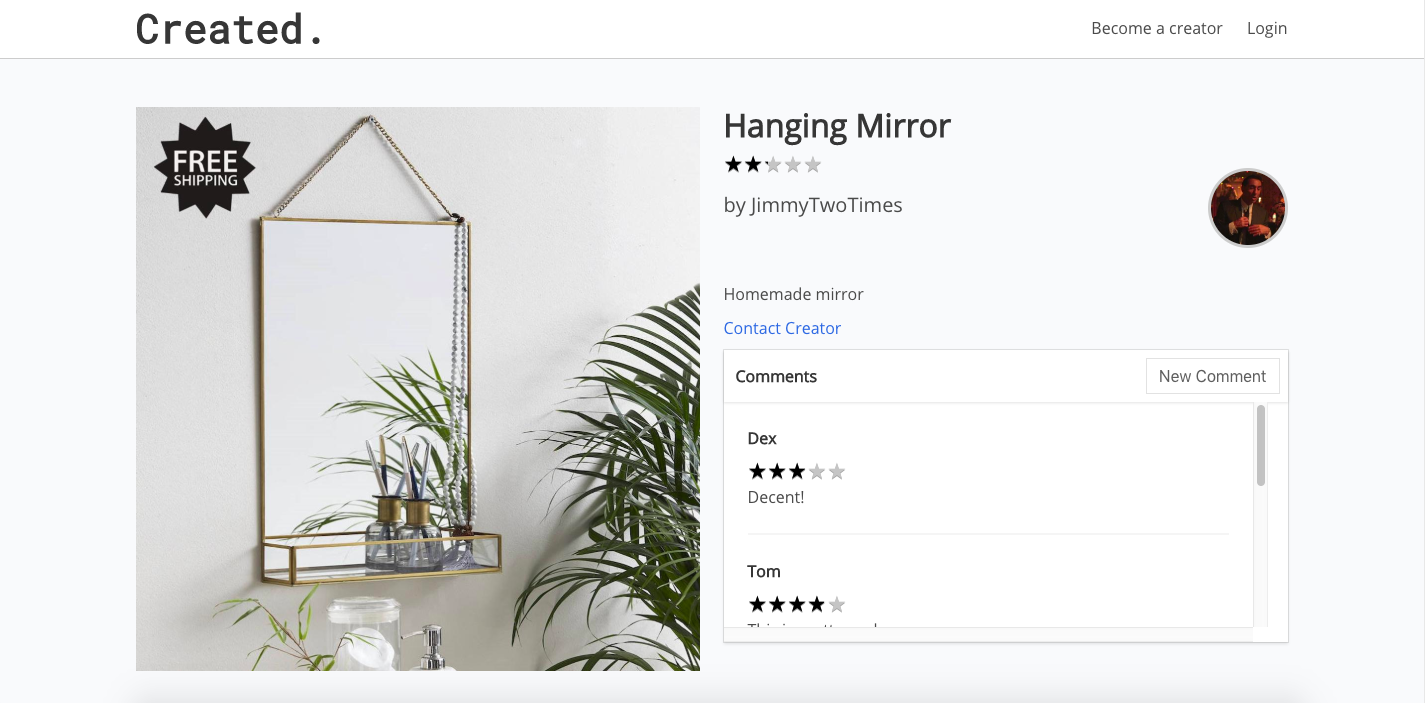 Created.
Become a creator
Login
FREE
SHIPPING
Hanging Mirror
by JimmyTwoTimes
Homemade mirror
Contact Creator
Comments
New Comment
Dex
Decent!
Tom